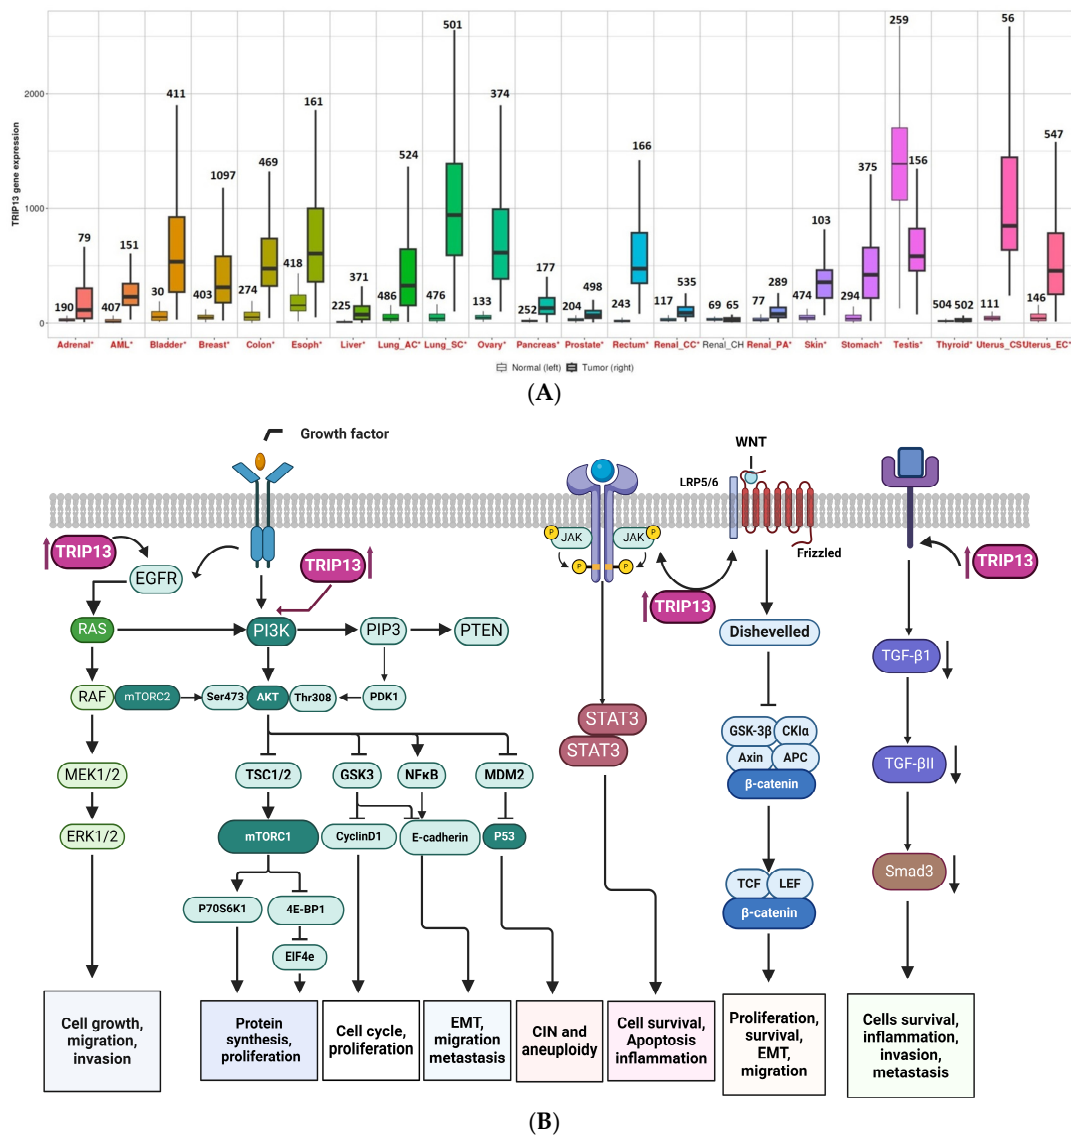 501
259
56
2000
411
161
374
547
1097
469
524
166
375
156
1000
TRIP13 gene expression
79
151
418
103
371
177
535
30
274
486
476
289
190
407
403
225
133
252
204
498
243
117
69
65
77
474
294
504
502
111
146
0
Adrenal* AML* Bladder* Breast* Colon* Esoph* Liver* Lung_AC* Lung_SC* Ovary* Pancreas* Prostate* Rectum* Renal_CC* Renal_CH Renal_PA* Skin* Stomach* Testis* Thyroid* Uterus_CS* Uterus_EC*
Normal (left) Tumor (right)
(A)
Growth factor
WNT
LRP5/6
P
JAK
JAK
P
P
P
Frizzled
TRIP13
EGFR
TRIP13
TRIP13
TRIP13
RAS
PI3K
PIP3
PTEN
Dishevelled
TGF-β1
RAF
mTORC2
Ser473
AKT
Thr308
PDK1
STAT3
STAT3
GSK-3β
CKIα
Axin
APC
β-catenin
TGF-βII
MEK1/2
TSC1/2
GSK3
NFκB
MDM2
ERK1/2
mTORC1
CyclinD1
E-cadherin
P53
Smad3
TCF
LEF
β-catenin
P70S6K1
4E-BP1
EIF4e
Cell growth,
migration,
invasion
Protein
synthesis,
proliferation
Cell cycle,
proliferation
EMT,
migration
metastasis
CIN and
aneuploidy
Cell survival,
Apoptosis
inflammation
Proliferation,
survival,
EMT,
migration
Cells survival,
inflammation,
invasion,
metastasis
(B)